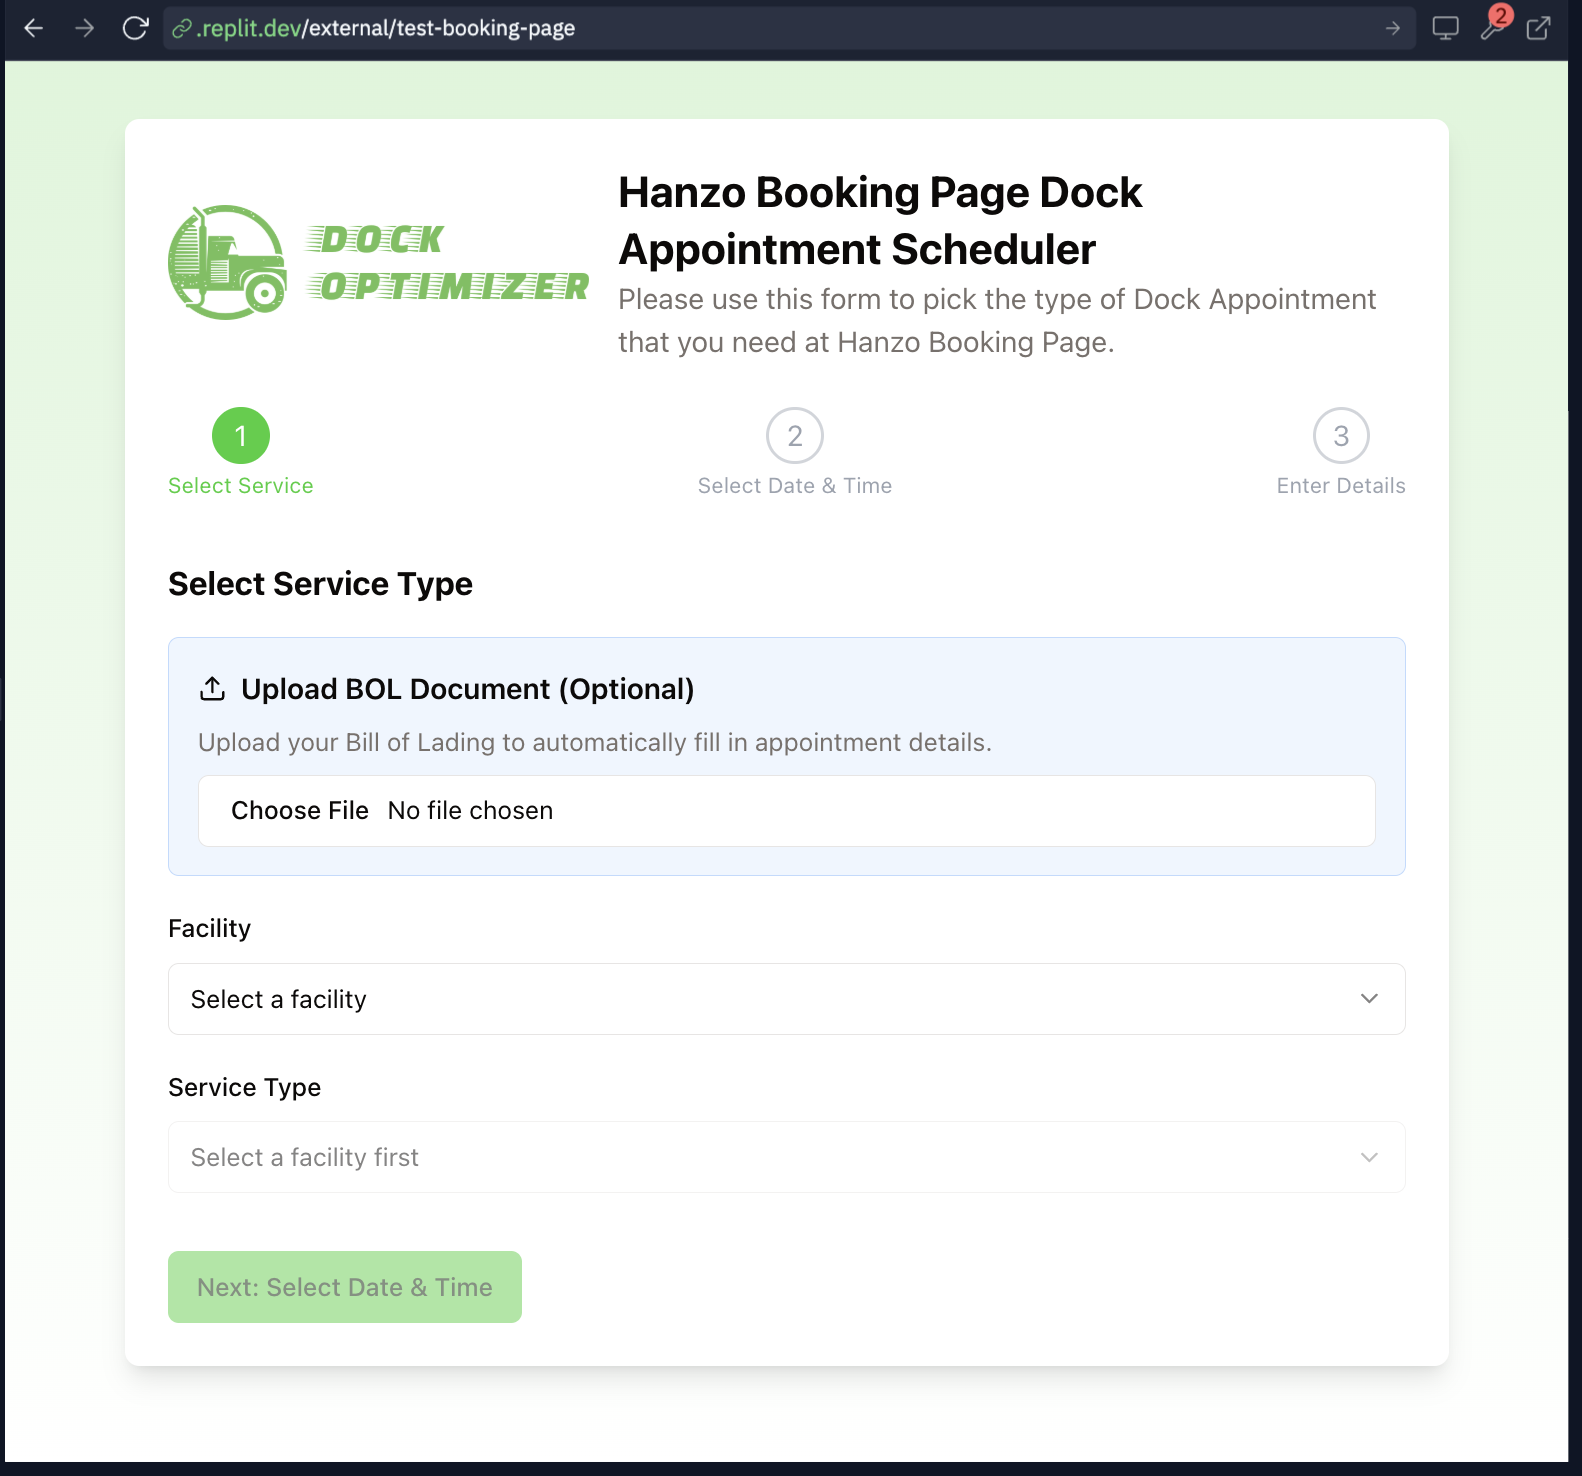 .replit.dev/external/test-booking-page
2
DOCK
OPTIMIZER
Hanzo Booking Page Dock
Appointment Scheduler
Please use this form to pick the type of Dock Appointment
that you need at Hanzo Booking Page.
1
Select Service
2
Select Date & Time
3
Enter Details
Select Service Type
Upload BOL Document (Optional)
Upload your Bill of Lading to automatically fill in appointment details.
Choose File No file chosen
Facility
Select a facility
Service Type
Select a facility first
Next: Select Date & Time